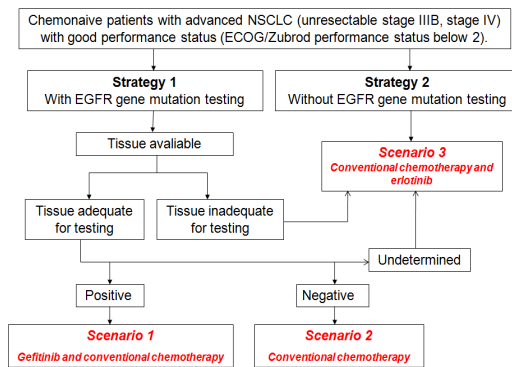 Chemonaive patients with advanced NSCLC (unresectable stage IIIB, stage IV)
with good performance status (ECOG/Zubrod performance status below 2).
Strategy 1
With EGFR gene mutation testing
Strategy 2
Without EGFR gene mutation testing
Tissue avaliable
Scenario 3
Conventional chemotherapy and
erlotinib
Tissue adequate
for testing
Tissue inadequate
for testing
Undetermined
Positive
Negative
Scenario 1
Gefitinib and conventional chemotherapy
Scenario 2
Conventional chemotherapy